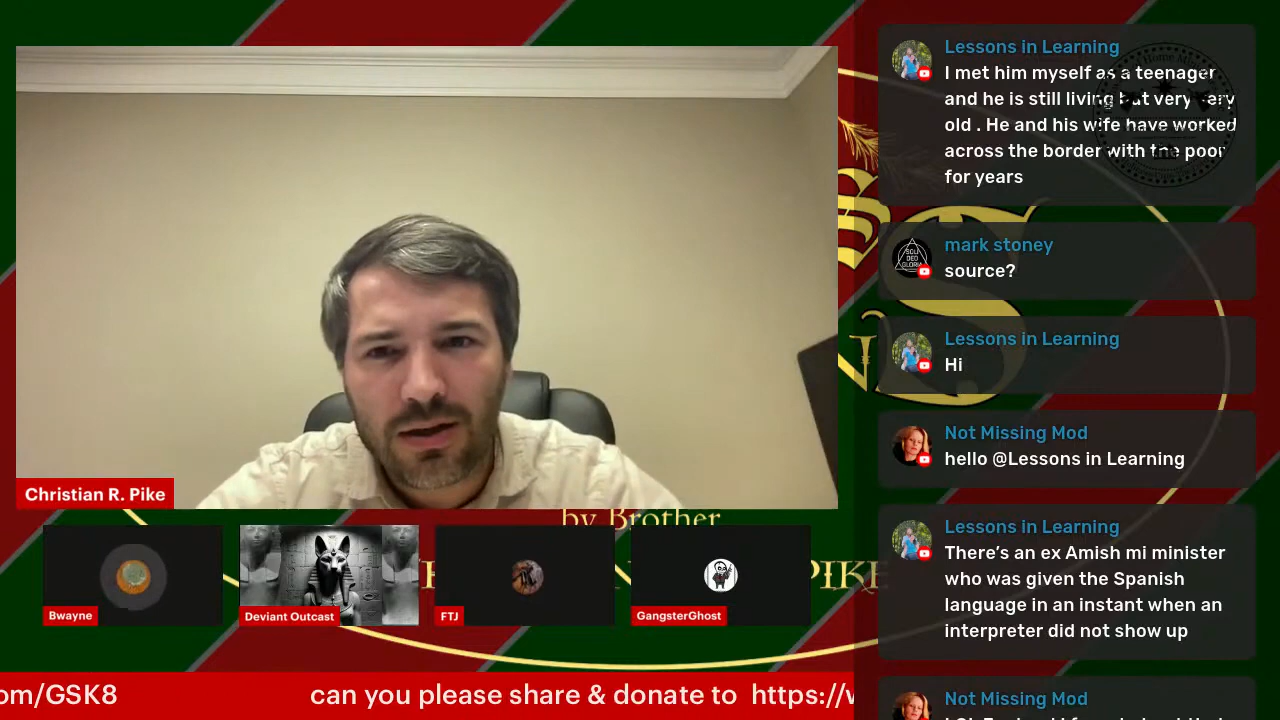 Christian R. Pike
by Brother
PIKE
Bwayne
Deviant Outcast
FTJ
GangsterGhost
om/GSK8 can you please share & donate to https://w
Lessons in Learning
I met him myself as a teenager
and he is still living but very very
old . He and his wife have worked
across the border with the poor
for years
mark stoney
source?
Lessons in Learning
Hi
Not Missing Mod
hello @Lessons in Learning
Lessons in Learning
There’s an ex Amish mi minister
who was given the Spanish
language in an instant when an
interpreter did not show up
Not Missing Mod